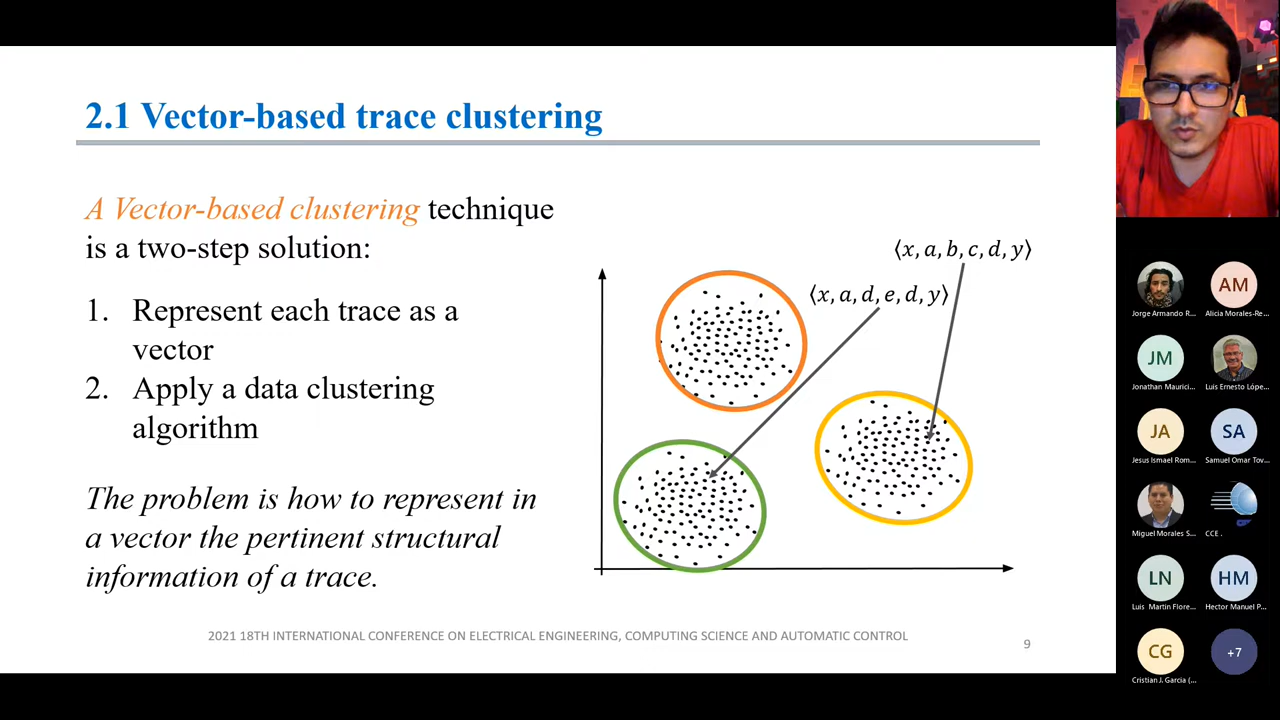 2.1 Vector-based trace clustering
A Vector-based clustering technique
is a two-step solution:
1. Represent each trace as a
vector
2. Apply a data clustering
algorithm
The problem is how to represent in
a vector the pertinent structural
information of a trace.
⟨x, a, b, c, d, y⟩
⟨x, a, d, e, d, y⟩
2021 18TH INTERNATIONAL CONFERENCE ON ELECTRICAL ENGINEERING, COMPUTING SCIENCE AND AUTOMATIC CONTROL
9
Jorge Armando R...
AM
Alicia Morales-Re...
JM
Jonathan Maurici...
Luis Ernesto Lópe...
JA
Jesus Ismael Rom...
SA
Samuel Omar Tov...
Miguel Morales S...
CCE .
LN
Luis Martin Flore...
HM
Hector Manuel P...
CG
Cristian J. Garcia (...
+7